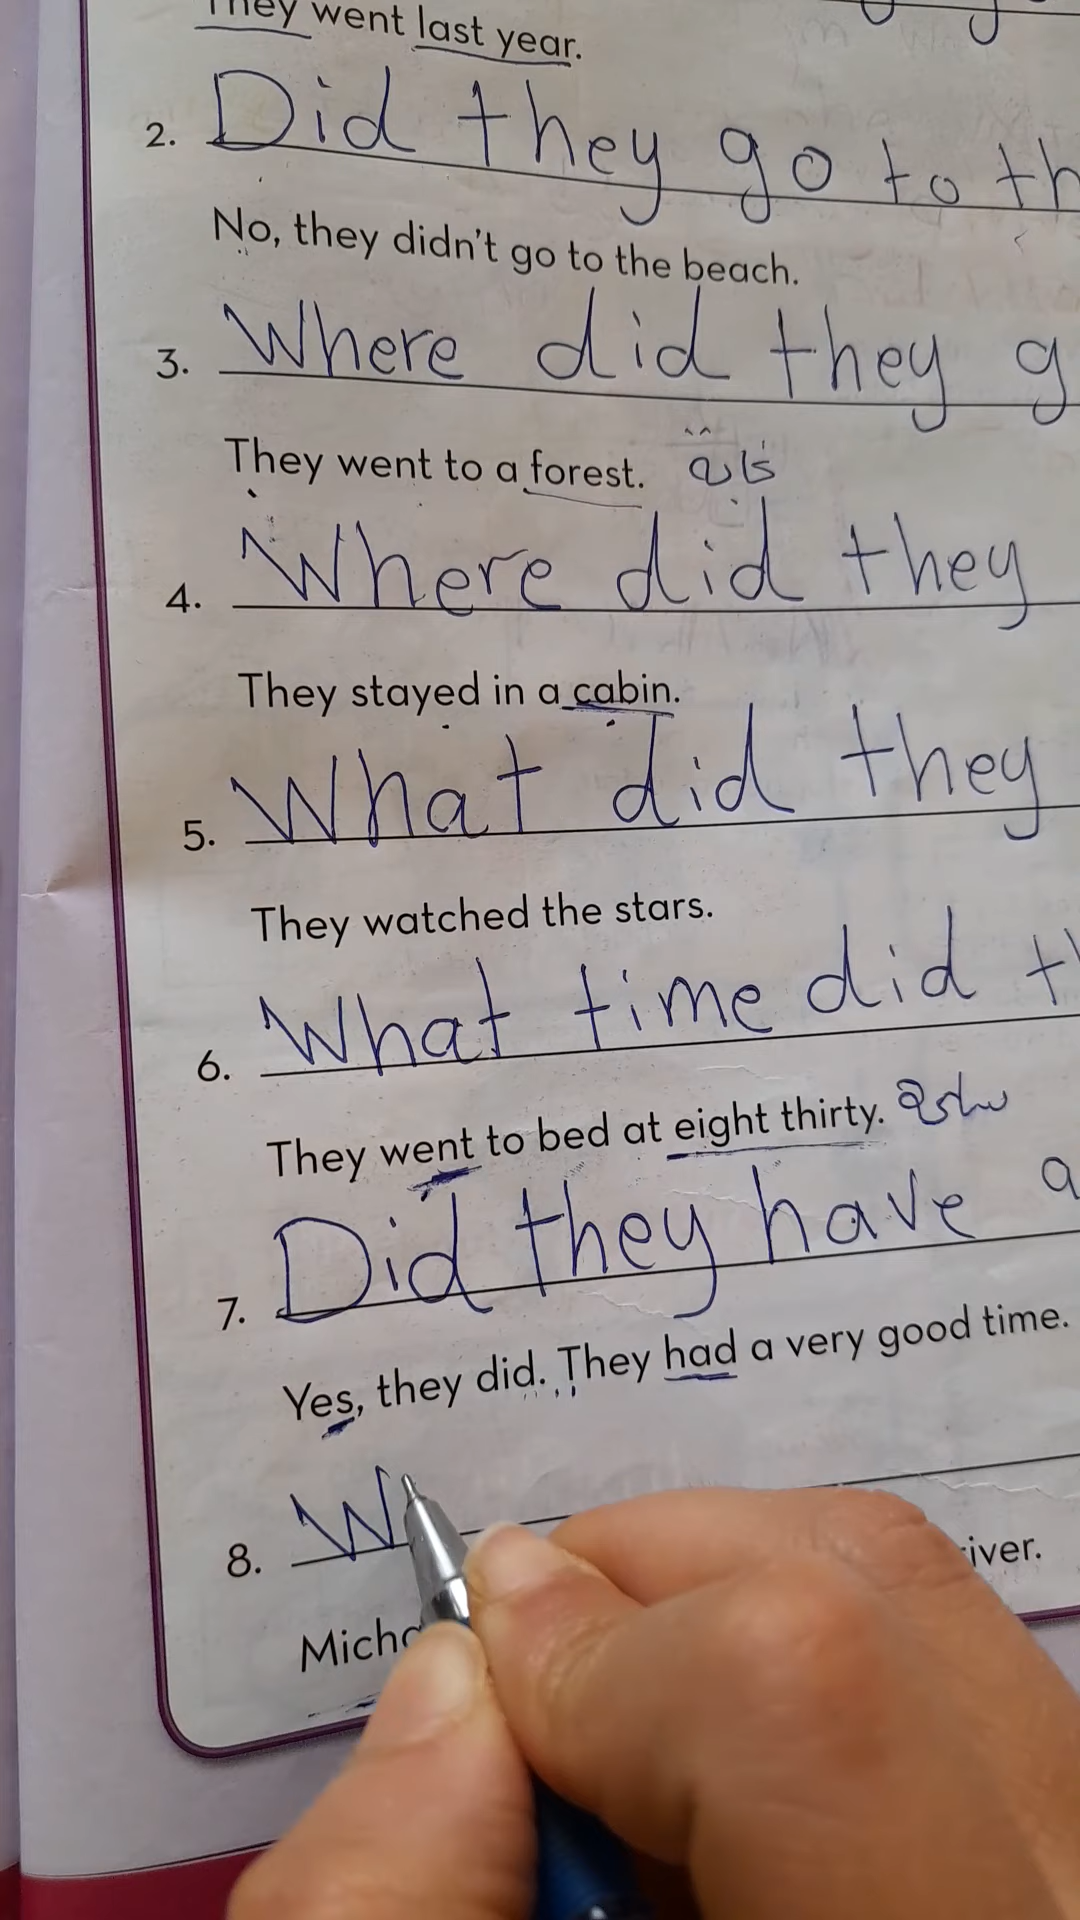 They went last year.
2. Did they go to th
No, they didn't go to the beach.
3. Where did they g
They went to a forest. غابة
4. Where did they
They stayed in a cabin.
5. What did they
They watched the stars.
6. What time did t
They went to bed at eight thirty.
7. Did they have a
Yes, they did. They had a very good time.
8. W
Micha iver.